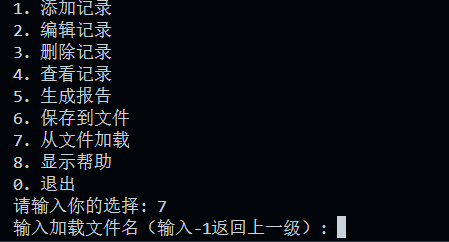 1. 添加记录
2. 编辑记录
3. 删除记录
4. 查看记录
5. 生成报告
6. 保存到文件
7. 从文件加载
8. 显示帮助
0. 退出
请输入你的选择: 7
输入加载文件名（输入-1返回上一级）: